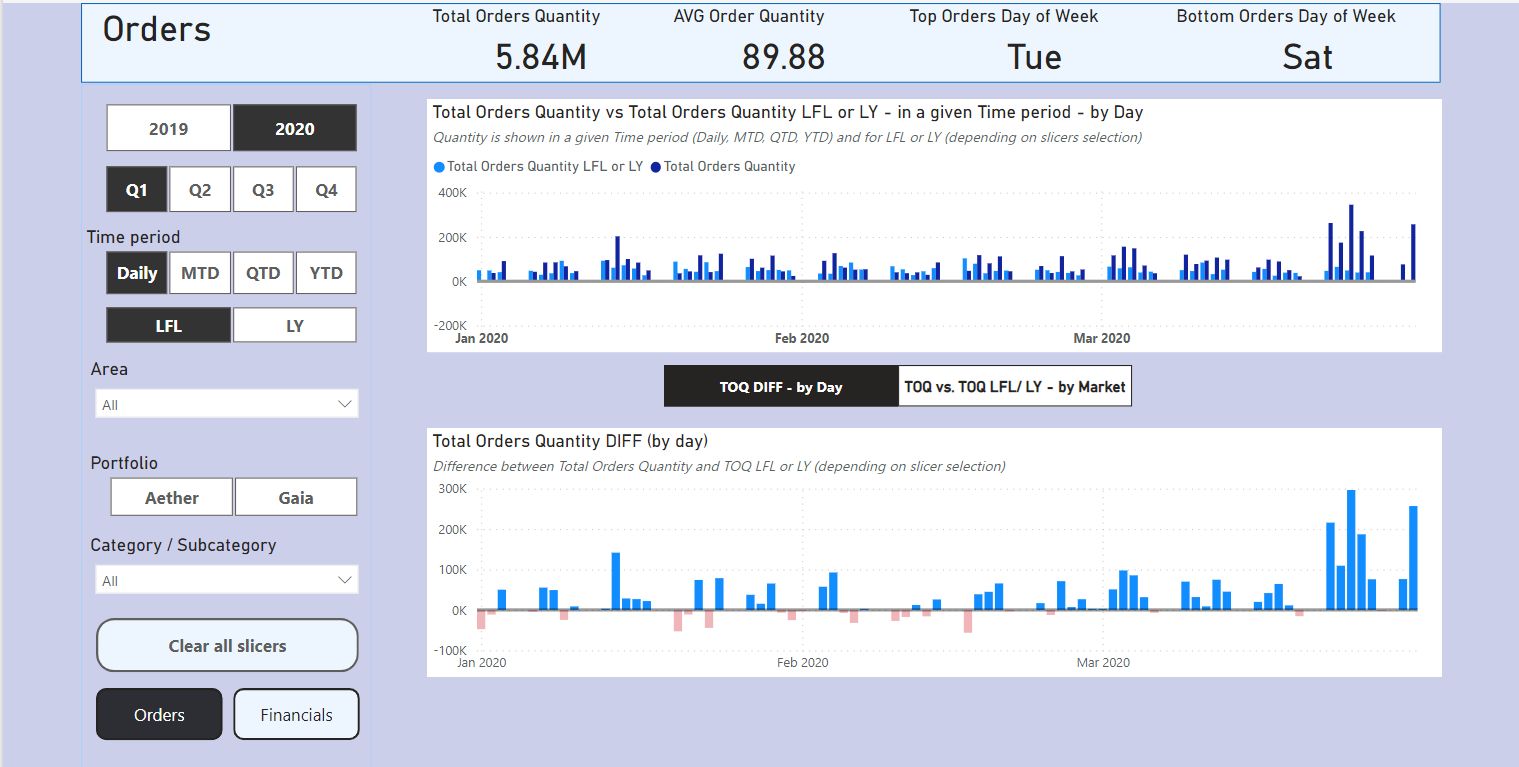 Orders
Total Orders Quantity
5.84M
AVG Order Quantity
89.88
Top Orders Day of Week
Tue
Bottom Orders Day of Week
Sat
2019 2020
Q1 Q2 Q3 Q4
Time period
Daily MTD QTD YTD
LFL LY
Area
All
Portfolio
Aether Gaia
Category / Subcategory
All
Clear all slicers
Orders Financials
Total Orders Quantity vs Total Orders Quantity LFL or LY - in a given Time period - by Day
Quantity is shown in a given Time period (Daily, MTD, QTD, YTD) and for LFL or LY (depending on slicers selection)
Total Orders Quantity LFL or LY Total Orders Quantity
400K
200K
0K
-200K
Jan 2020 Feb 2020 Mar 2020
TOQ DIFF - by Day TOQ vs. TOQ LFL/ LY - by Market
Total Orders Quantity DIFF (by day)
Difference between Total Orders Quantity and TOQ LFL or LY (depending on slicer selection)
300K
200K
100K
0K
-100K
Jan 2020 Feb 2020 Mar 2020